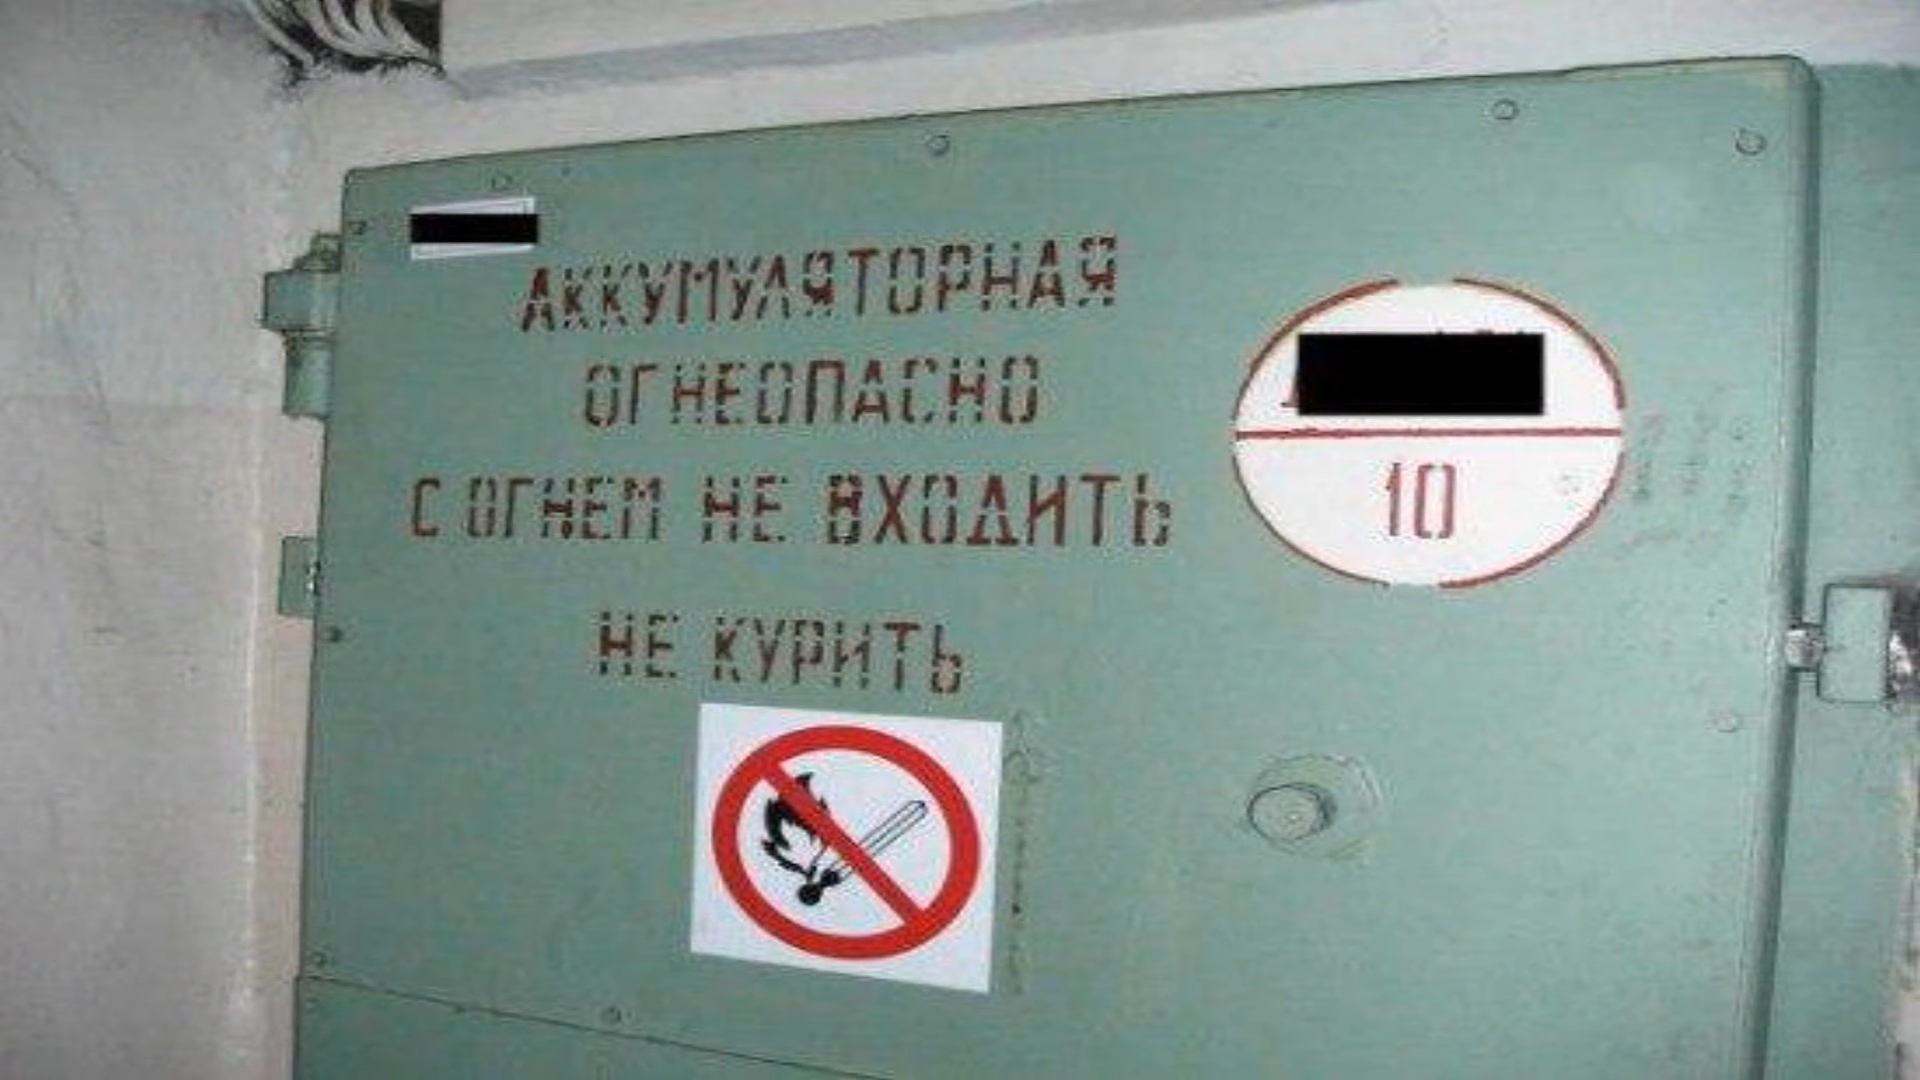 АККУМУЛЯТОРНАЯ
ОГНЕОПАСНО
С ОГНЕМ НЕ ВХОДИТЬ
НЕ КУРИТЬ
10